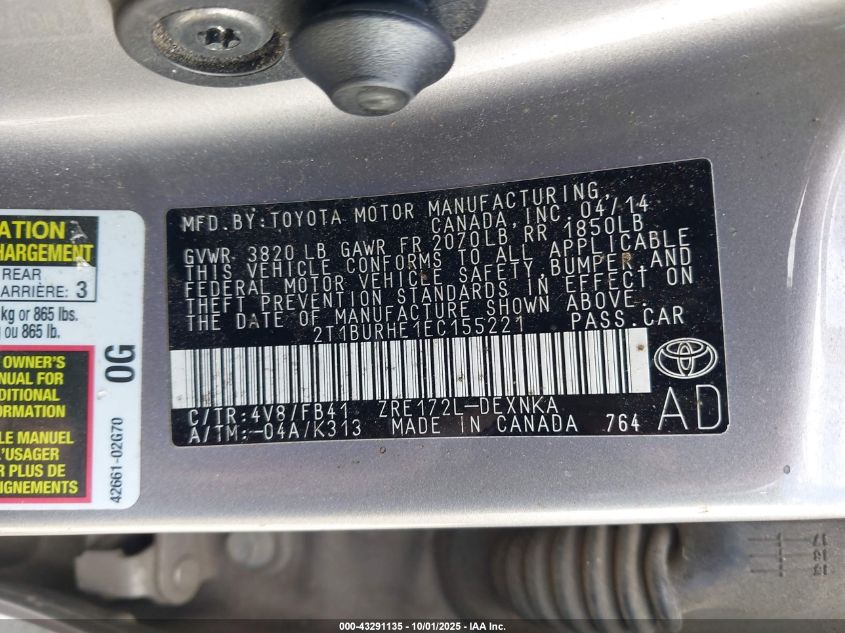 MFD. BY: TOYOTA MOTOR MANUFACTURING,
CANADA, INC. 04/14
GVWR 3820 LB GAWR FR 2070LB, RR 1850LB
THIS VEHICLE CONFORMS TO ALL APPLICABLE
FEDERAL MOTOR VEHICLE SAFETY, BUMPER, AND
THEFT PREVENTION STANDARDS IN EFFECT ON
THE DATE OF MANUFACTURE SHOWN ABOVE.
2T1BURHE1EC155221 PASS.CAR
C/TR:4V8/FB41 ZRE172L-DEXNKA
A/TM:-04A/K313 MADE IN CANADA 764
AD
ATION
CHARGEMENT
REAR
ARRIÈRE: 3
kg or 865 lbs.
ou 865 lb.
OWNER'S
NUAL FOR
DITIONAL
ORMATION
LE MANUEL
L'USAGER
R PLUS DE
IGNEMENTS
0G
42661-02G70
000-43291135 - 10/01/2025 - IAA Inc.